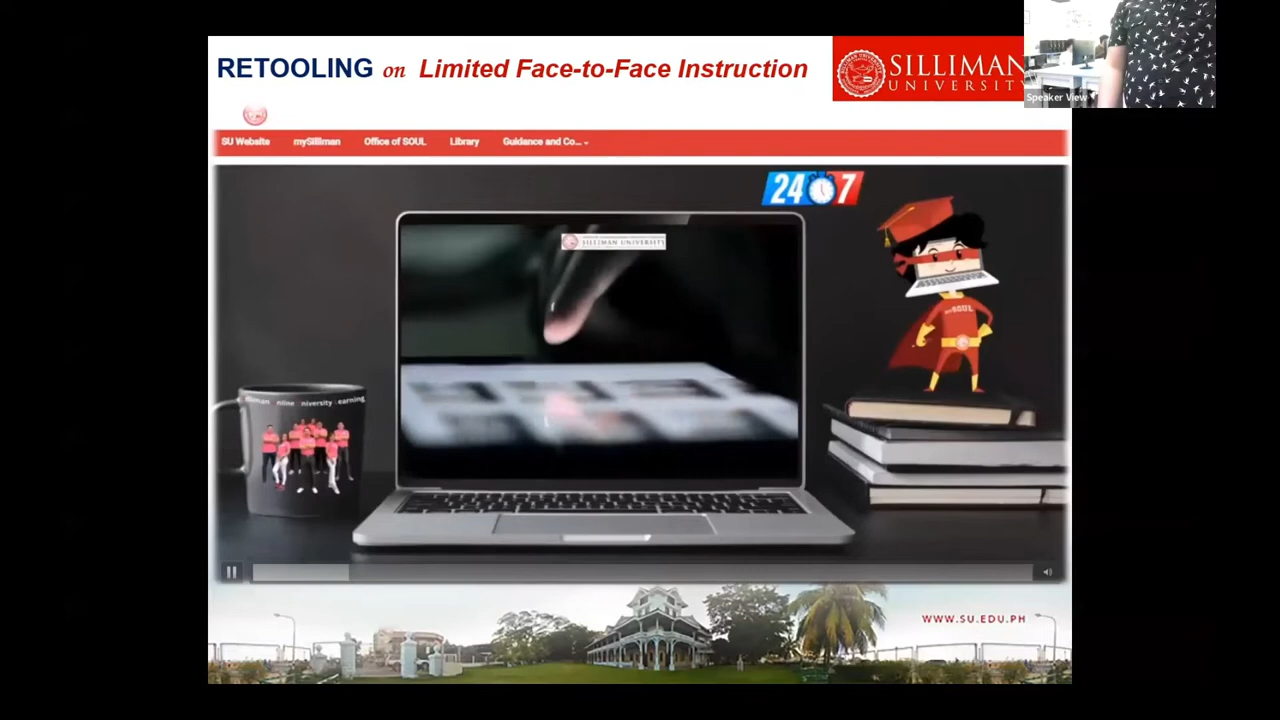 RETOOLING on Limited Face-to-Face Instruction
SILLIMAN
UNIVERSITY
Speaker View
SU Website mySilliman Office of SOUL Library Guidance and Co...
24 7
SILLIMAN UNIVERSITY
SOUL
WWW.SU.EDU.PH